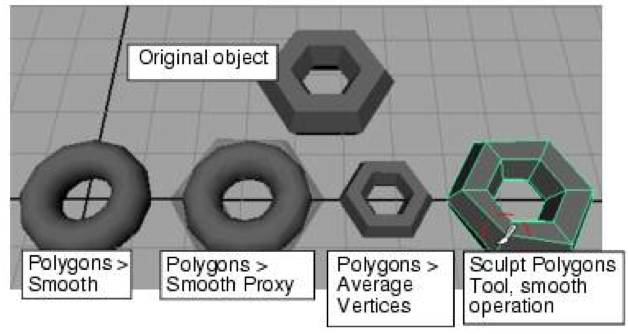 Original object
Polygons >
Smooth
Polygons >
Smooth Proxy
Polygons >
Average
Vertices
Sculpt Polygons
Tool, smooth
operation